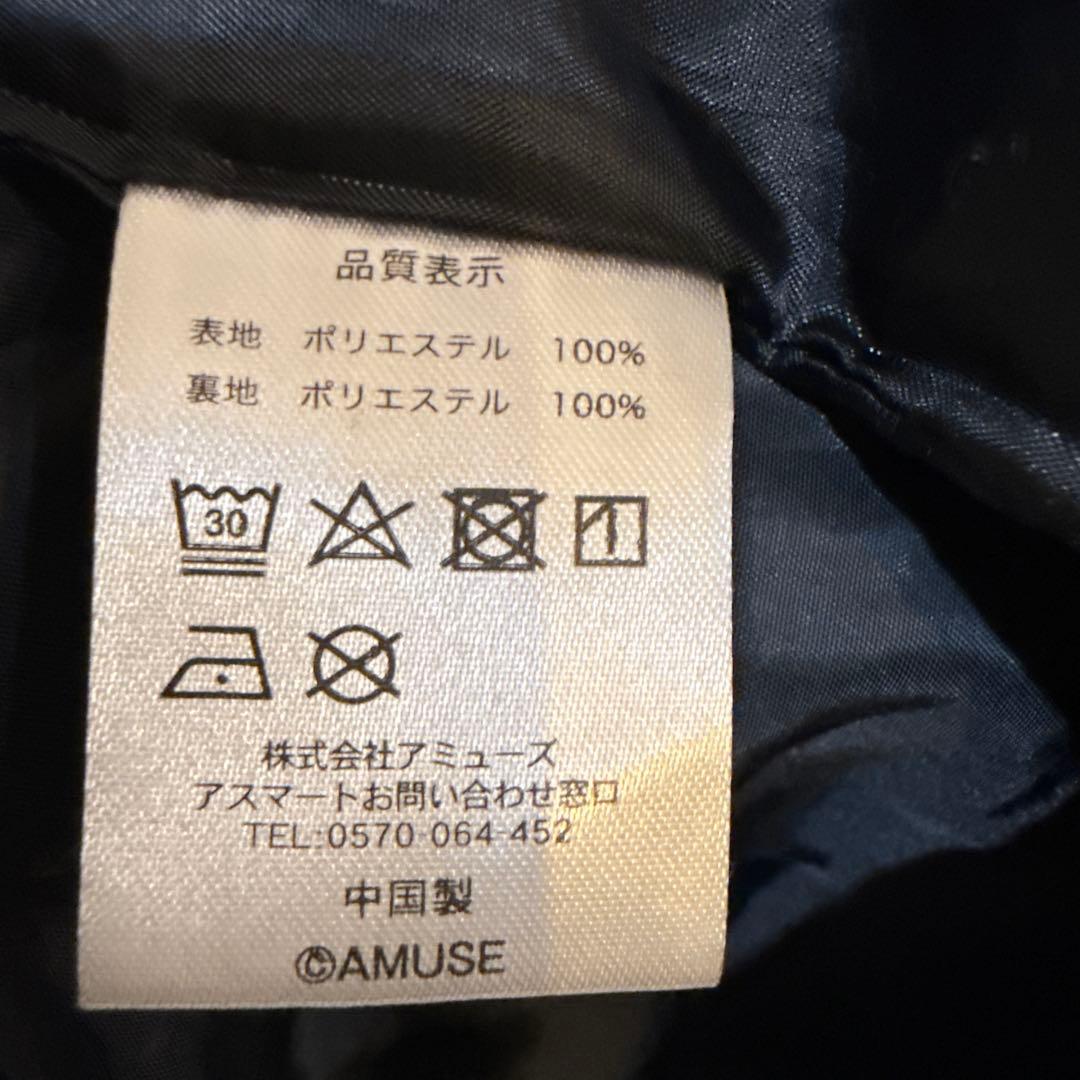 品質表示
表地 ポリエステル 100%
裏地 ポリエステル 100%
30
株式会社アミューズ
アスマートお問い合わせ窓口
TEL:0570-064-452
中国製
©AMUSE